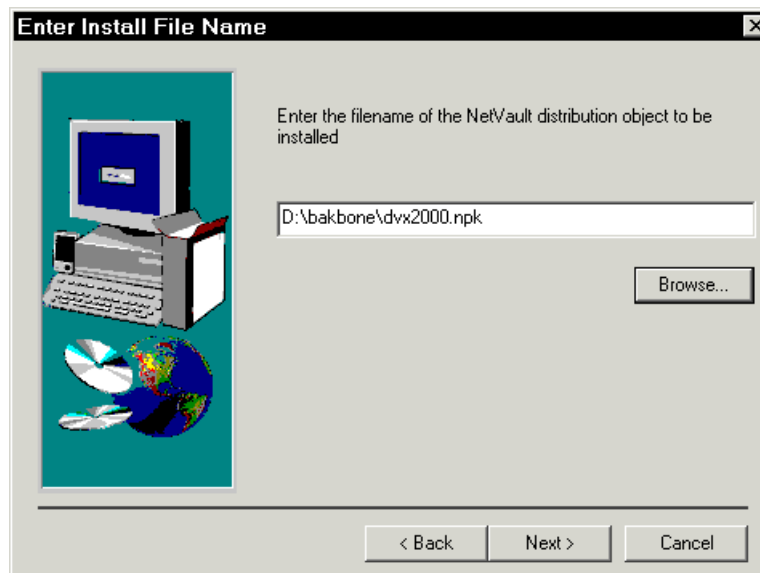 Enter Install File Name
Enter the filename of the NetVault distribution object to be
installed
D:\bakbone\dvx2000.npk
Browse...
< Back
Next >
Cancel